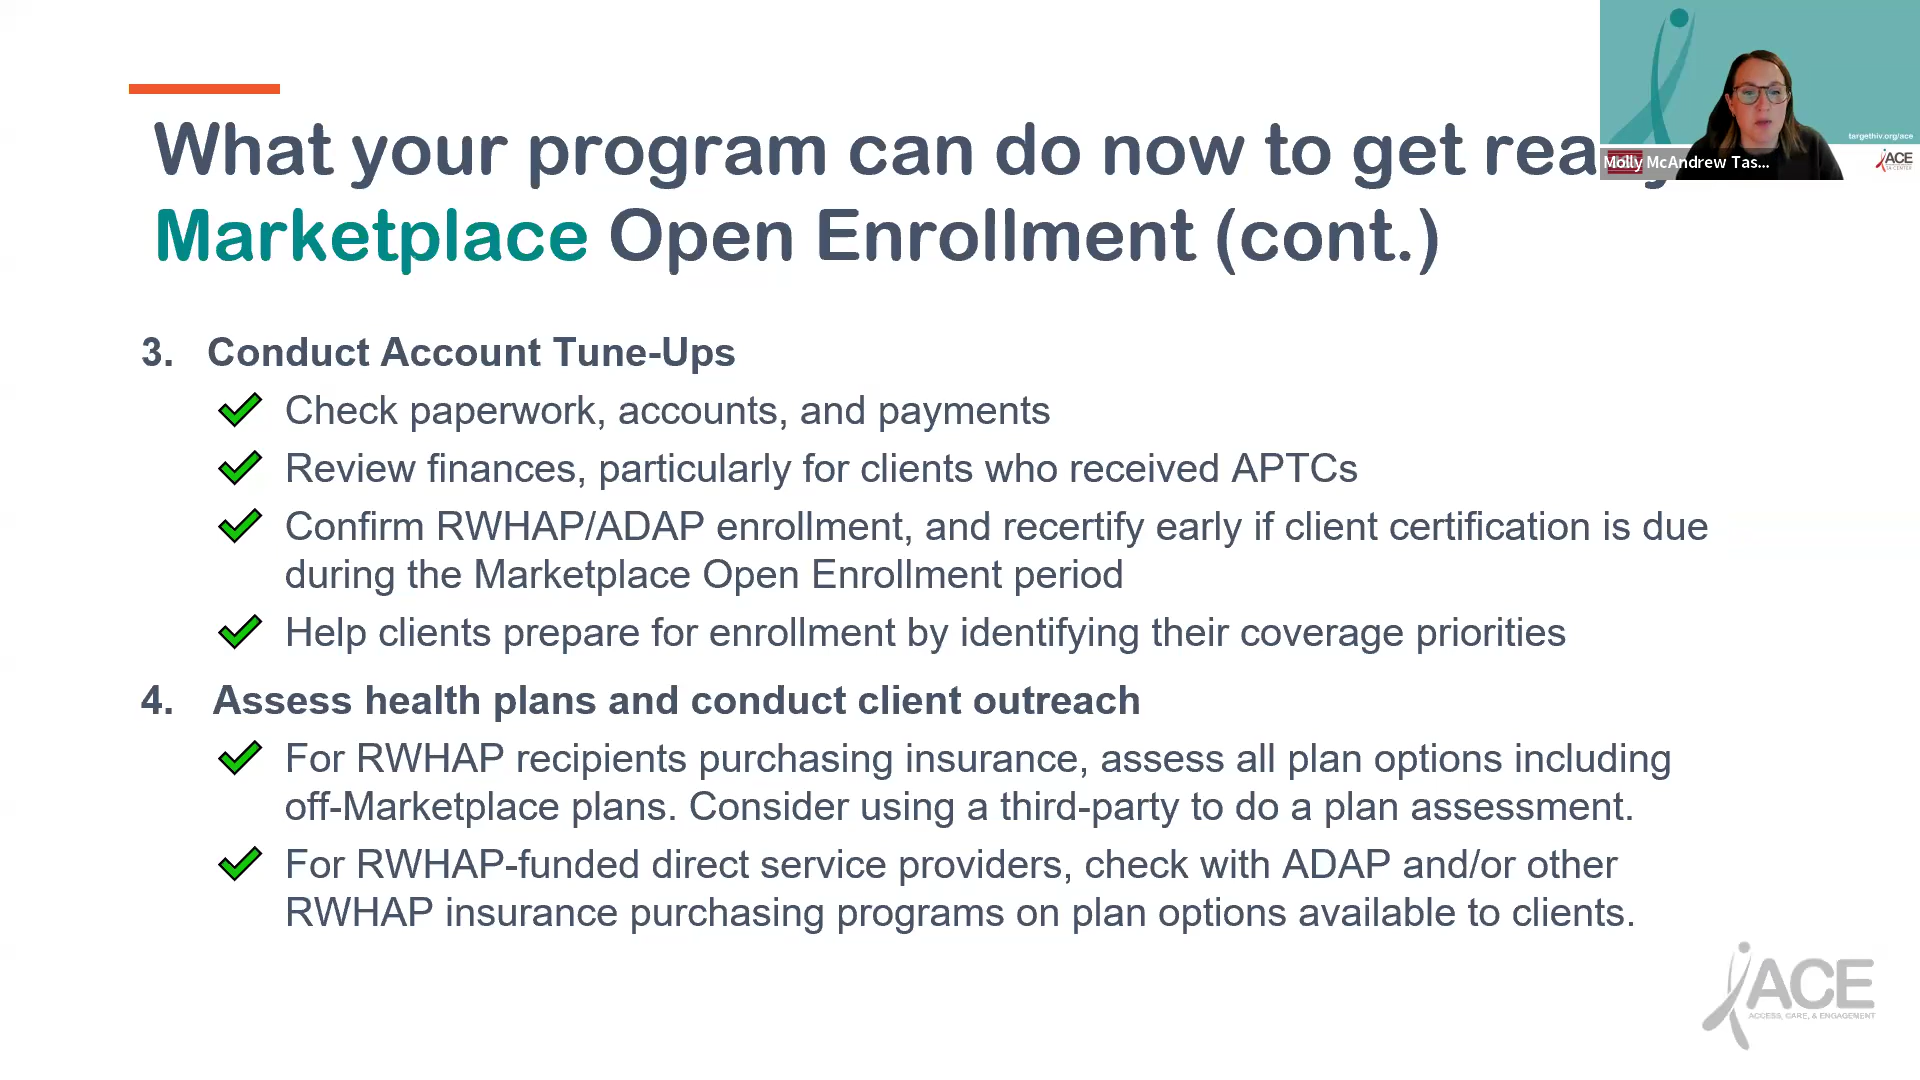 What your program can do now to get rea
Marketplace Open Enrollment (cont.)
targethiv.org/ace
Molly McAndrew Tas...
ACE
3. Conduct Account Tune-Ups
Check paperwork, accounts, and payments
Review finances, particularly for clients who received APTCs
Confirm RWHAP/ADAP enrollment, and recertify early if client certification is due
during the Marketplace Open Enrollment period
Help clients prepare for enrollment by identifying their coverage priorities
4. Assess health plans and conduct client outreach
For RWHAP recipients purchasing insurance, assess all plan options including
off-Marketplace plans. Consider using a third-party to do a plan assessment.
For RWHAP-funded direct service providers, check with ADAP and/or other
RWHAP insurance purchasing programs on plan options available to clients.
ACE
ACCESS, CARE, & ENGAGEMENT